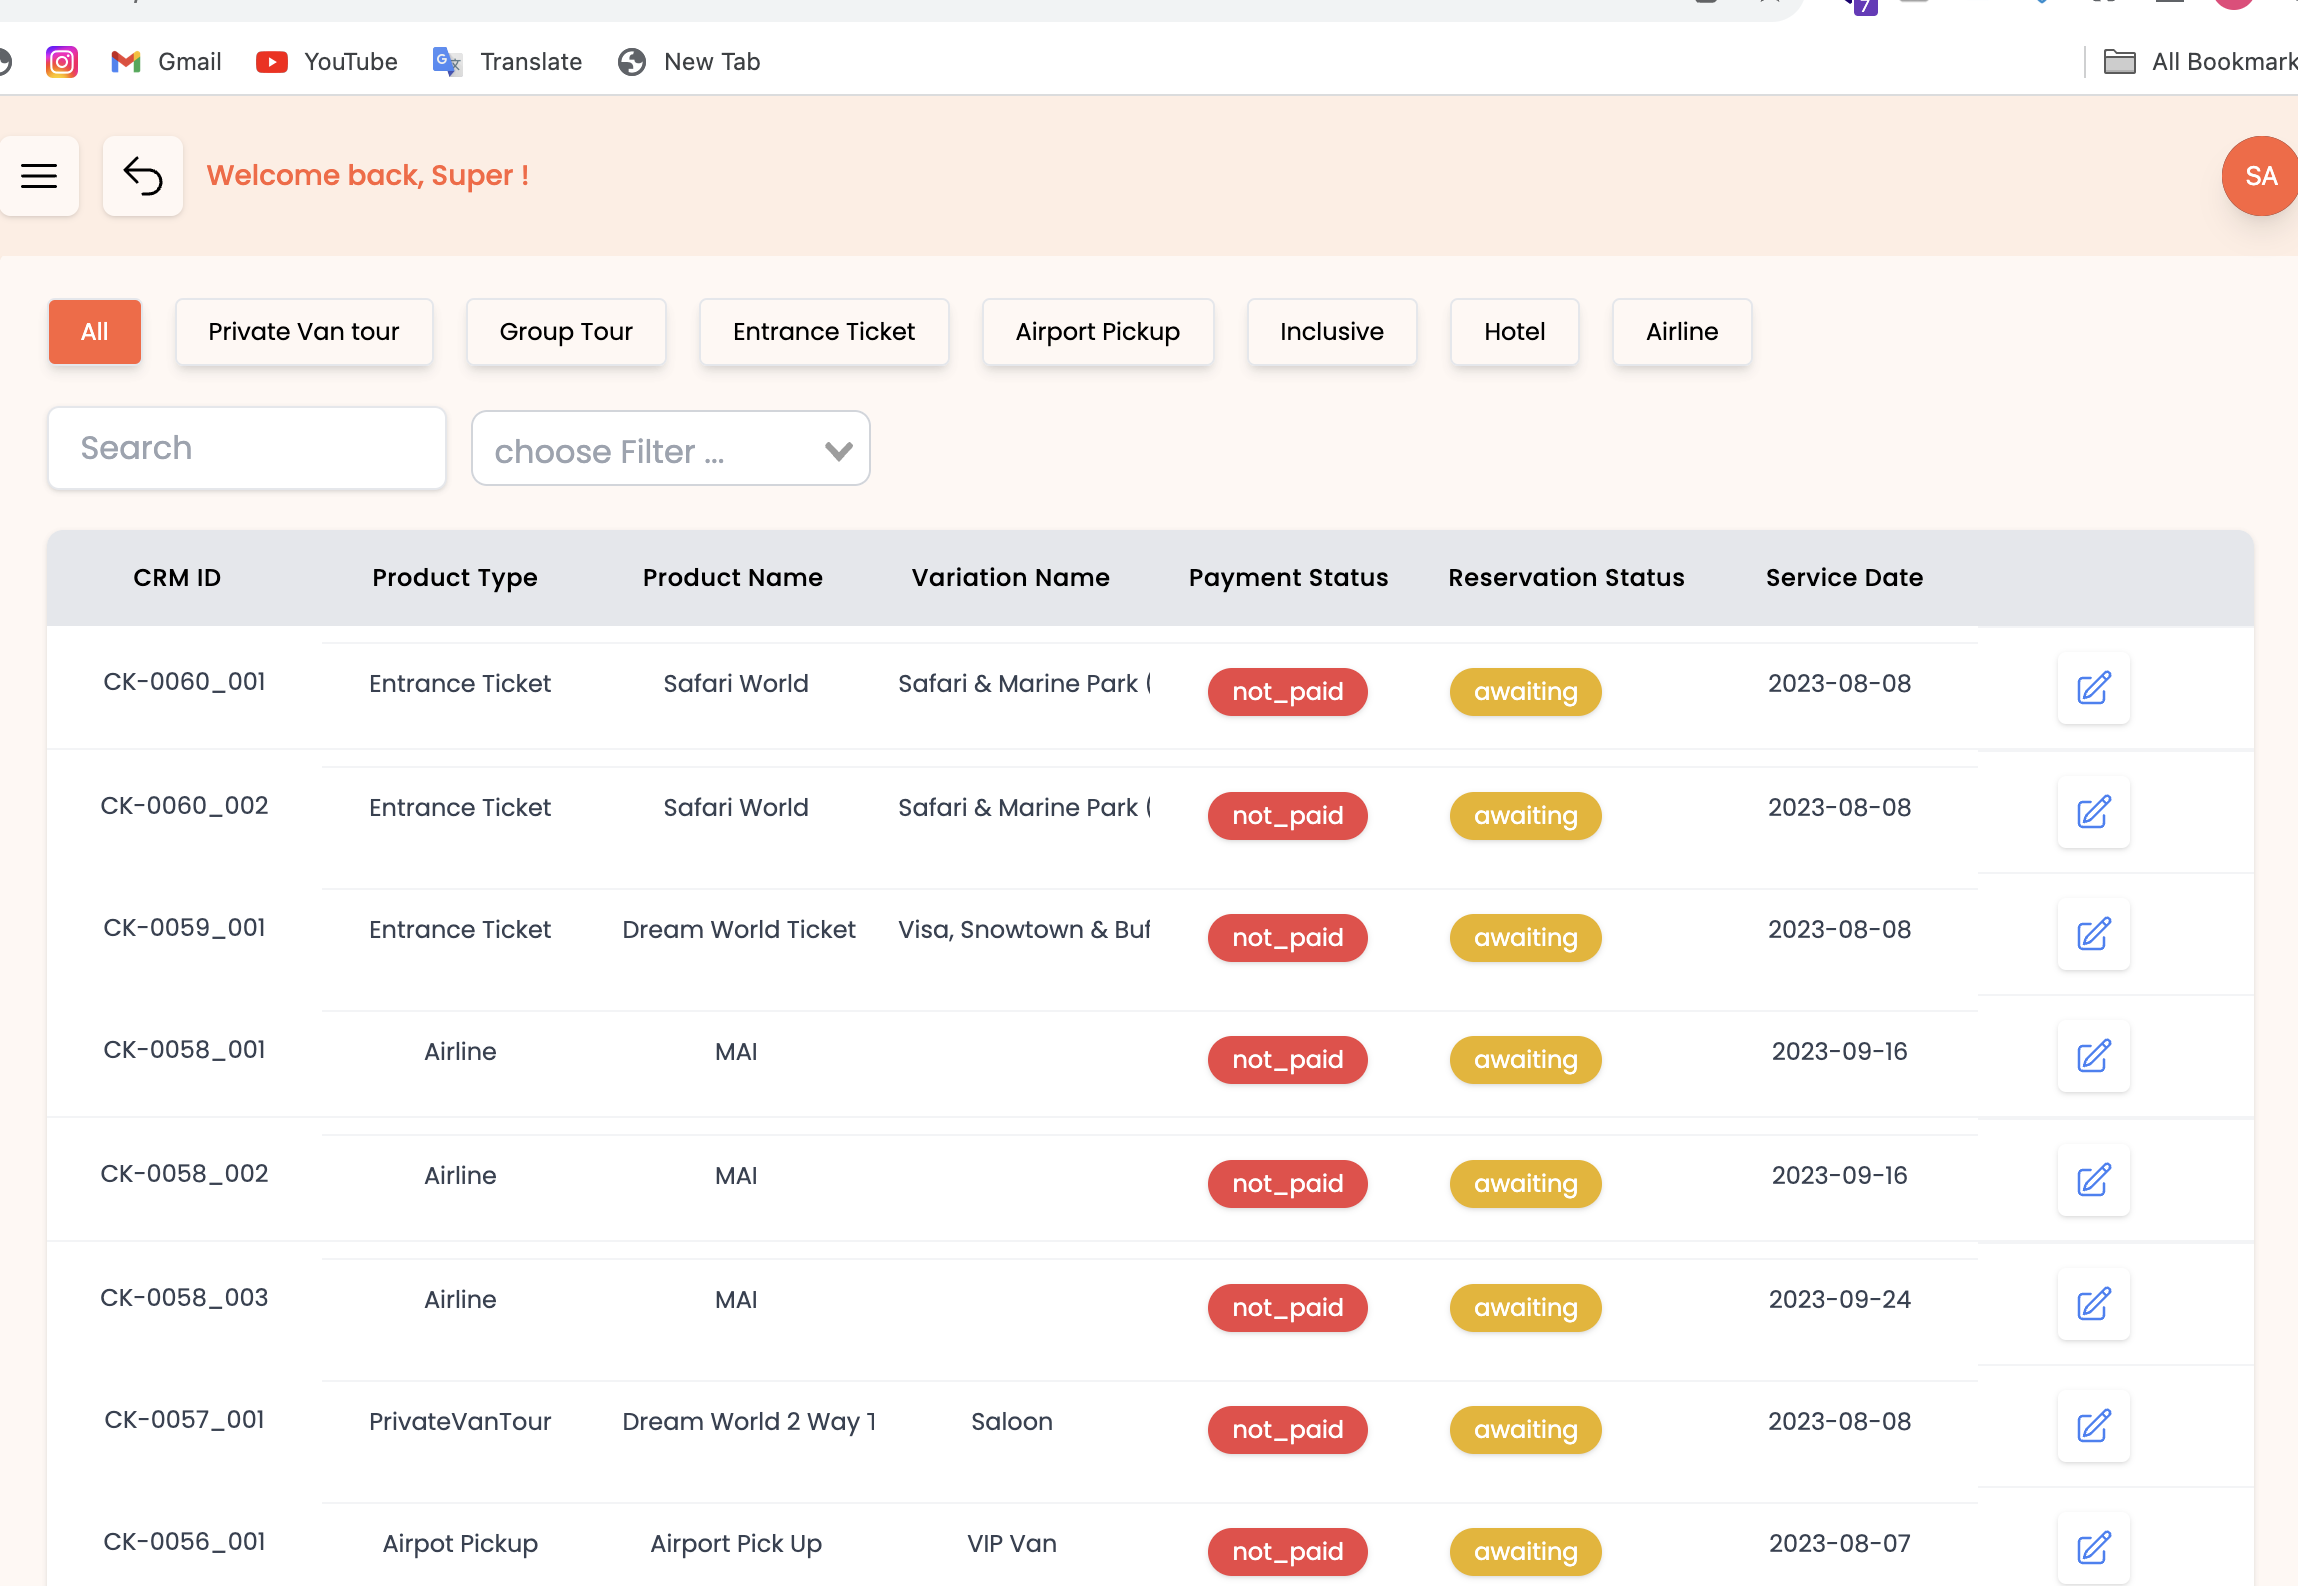 7
Gmail YouTube Translate New Tab All Bookmark
Welcome back, Super ! SA
All Private Van tour Group Tour Entrance Ticket Airport Pickup Inclusive Hotel Airline
Search choose Filter ...
CRM ID Product Type Product Name Variation Name Payment Status Reservation Status Service Date
CK-0060_001 Entrance Ticket Safari World Safari & Marine Park ( not_paid awaiting 2023-08-08
CK-0060_002 Entrance Ticket Safari World Safari & Marine Park ( not_paid awaiting 2023-08-08
CK-0059_001 Entrance Ticket Dream World Ticket Visa, Snowtown & Buf not_paid awaiting 2023-08-08
CK-0058_001 Airline MAI not_paid awaiting 2023-09-16
CK-0058_002 Airline MAI not_paid awaiting 2023-09-16
CK-0058_003 Airline MAI not_paid awaiting 2023-09-24
CK-0057_001 PrivateVanTour Dream World 2 Way T Saloon not_paid awaiting 2023-08-08
CK-0056_001 Airpot Pickup Airport Pick Up VIP Van not_paid awaiting 2023-08-07